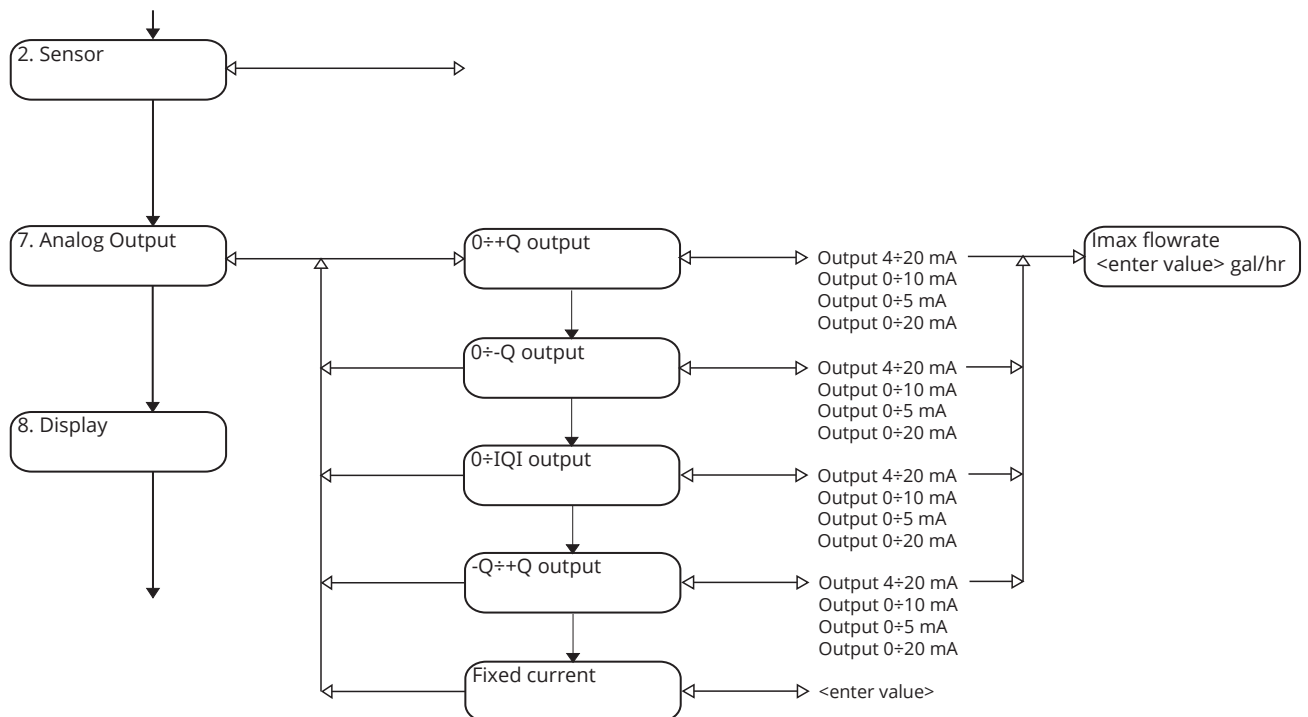 2. Sensor
7. Analog Output
8. Display
0÷+Q output
Output 4÷20 mA
Output 0÷10 mA
Output 0÷5 mA
Output 0÷20 mA
Imax flowrate
<enter value> gal/hr
0÷-Q output
Output 4÷20 mA
Output 0÷10 mA
Output 0÷5 mA
Output 0÷20 mA
0÷IQI output
Output 4÷20 mA
Output 0÷10 mA
Output 0÷5 mA
Output 0÷20 mA
-Q÷+Q output
Output 4÷20 mA
Output 0÷10 mA
Output 0÷5 mA
Output 0÷20 mA
Fixed current
<enter value>